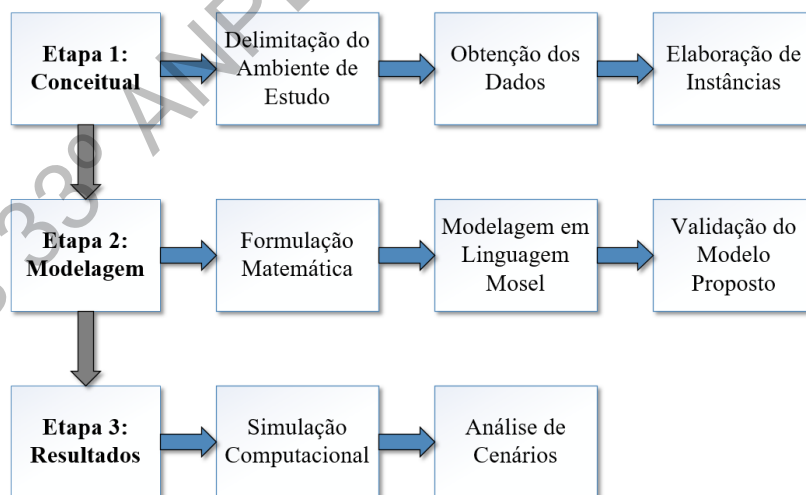 Etapa 1:
Conceitual
Delimitação do
Ambiente de
Estudo
Obtenção dos
Dados
Elaboração de
Instâncias
Etapa 2:
Modelagem
Formulação
Matemática
Modelagem em
Linguagem
Mosel
Validação do
Modelo
Proposto
Etapa 3:
Resultados
Simulação
Computacional
Análise de
Cenários
33º